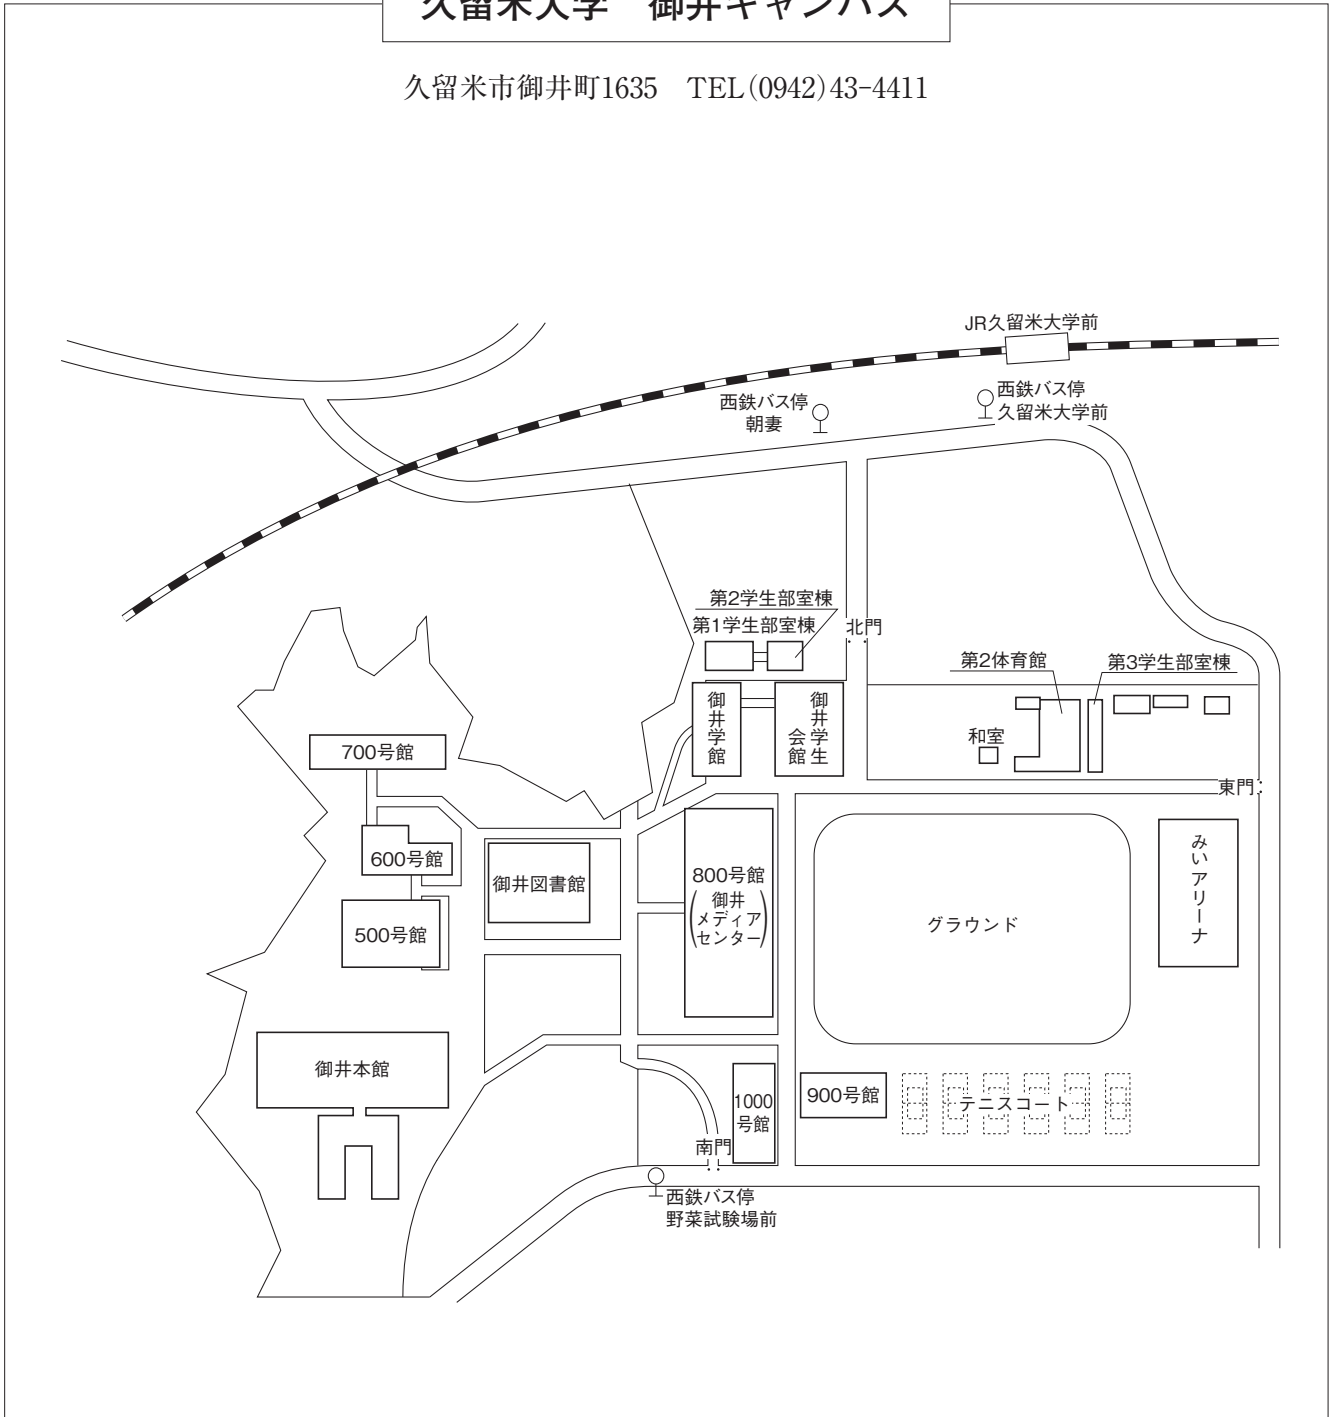 久留米大学　御井キャンパス
久留米市御井町1635　TEL(0942)43-4411
JR久留米大学前
西鉄バス停
朝妻
西鉄バス停
久留米大学前
第2学生部室棟
第1学生部室棟
北門
第2体育館
第3学生部室棟
御井学館
御井学生
会館
和室
700号館
東門
600号館
御井図書館
800号館
(御井
メディア
センター)
グラウンド
みいアリーナ
500号館
御井本館
1000
号館
900号館
テニスコート
南門
西鉄バス停
野菜試験場前